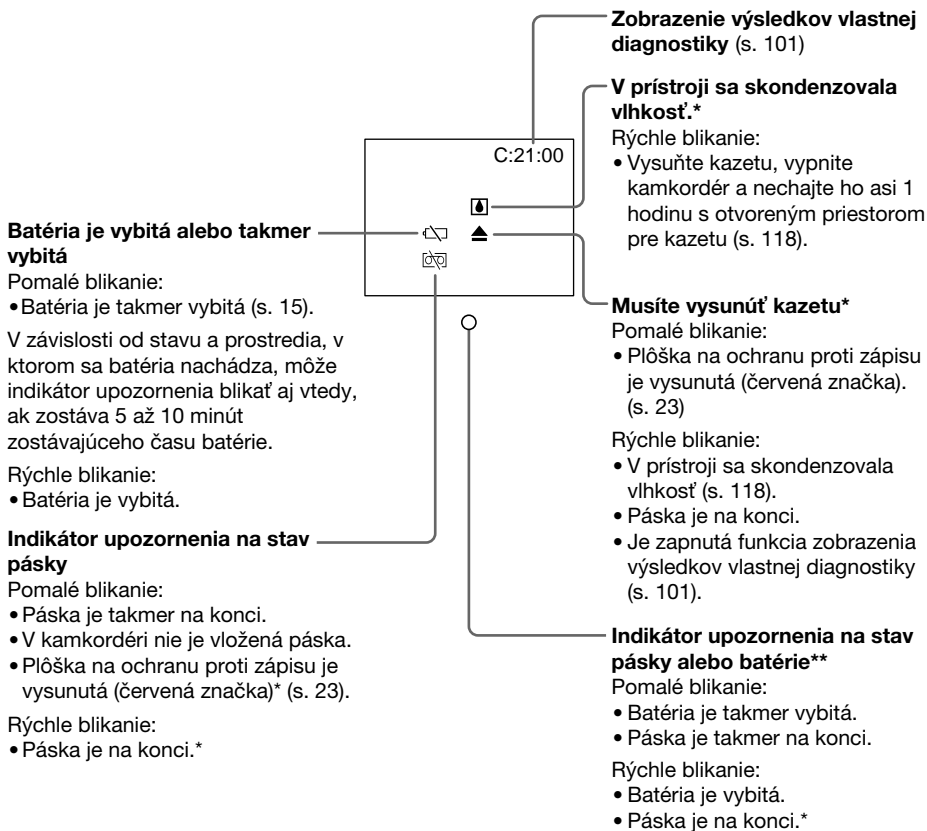 Zobrazenie výsledkov vlastnej
diagnostiky (s. 101)
V prístroji sa skondenzovala
vlhkosť.*
Rýchle blikanie:
• Vysuňte kazetu, vypnite
kamkordér a nechajte ho asi 1
hodinu s otvoreným priestorom
pre kazetu (s. 118).
C:21:00
Batéria je vybitá alebo takmer
vybitá
Pomalé blikanie:
• Batéria je takmer vybitá (s. 15).
V závislosti od stavu a prostredia, v
ktorom sa batéria nachádza, môže
indikátor upozornenia blikať aj vtedy,
ak zostáva 5 až 10 minút
zostávajúceho času batérie.
Rýchle blikanie:
• Batéria je vybitá.
Indikátor upozornenia na stav
pásky
Pomalé blikanie:
• Páska je takmer na konci.
• V kamkordéri nie je vložená páska.
• Plôška na ochranu proti zápisu je
vysunutá (červená značka)* (s. 23).
Rýchle blikanie:
• Páska je na konci.*
Musíte vysunúť kazetu*
Pomalé blikanie:
• Plôška na ochranu proti zápisu
je vysunutá (červená značka).
(s. 23)
Rýchle blikanie:
• V prístroji sa skondenzovala
vlhkosť (s. 118).
• Páska je na konci.
• Je zapnutá funkcia zobrazenia
výsledkov vlastnej diagnostiky
(s. 101).
Indikátor upozornenia na stav
pásky alebo batérie**
Pomalé blikanie:
• Batéria je takmer vybitá.
• Páska je takmer na konci.
Rýchle blikanie:
• Batéria je vybitá.
• Páska je na konci.*